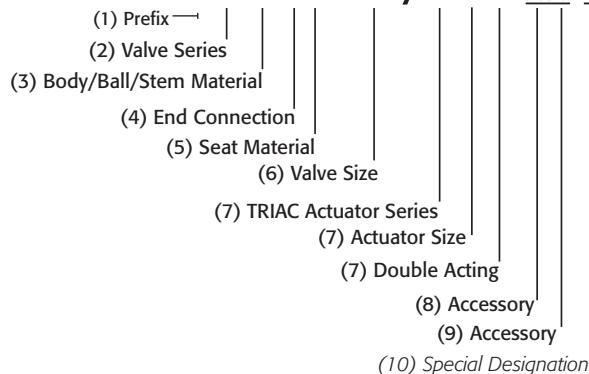 (1) Prefix
(2) Valve Series
(3) Body/Ball/Stem Material
(4) End Connection
(5) Seat Material
(6) Valve Size
(7) TRIAC Actuator Series
(7) Actuator Size
(7) Double Acting
(8) Accessory
(9) Accessory
(10) Special Designation